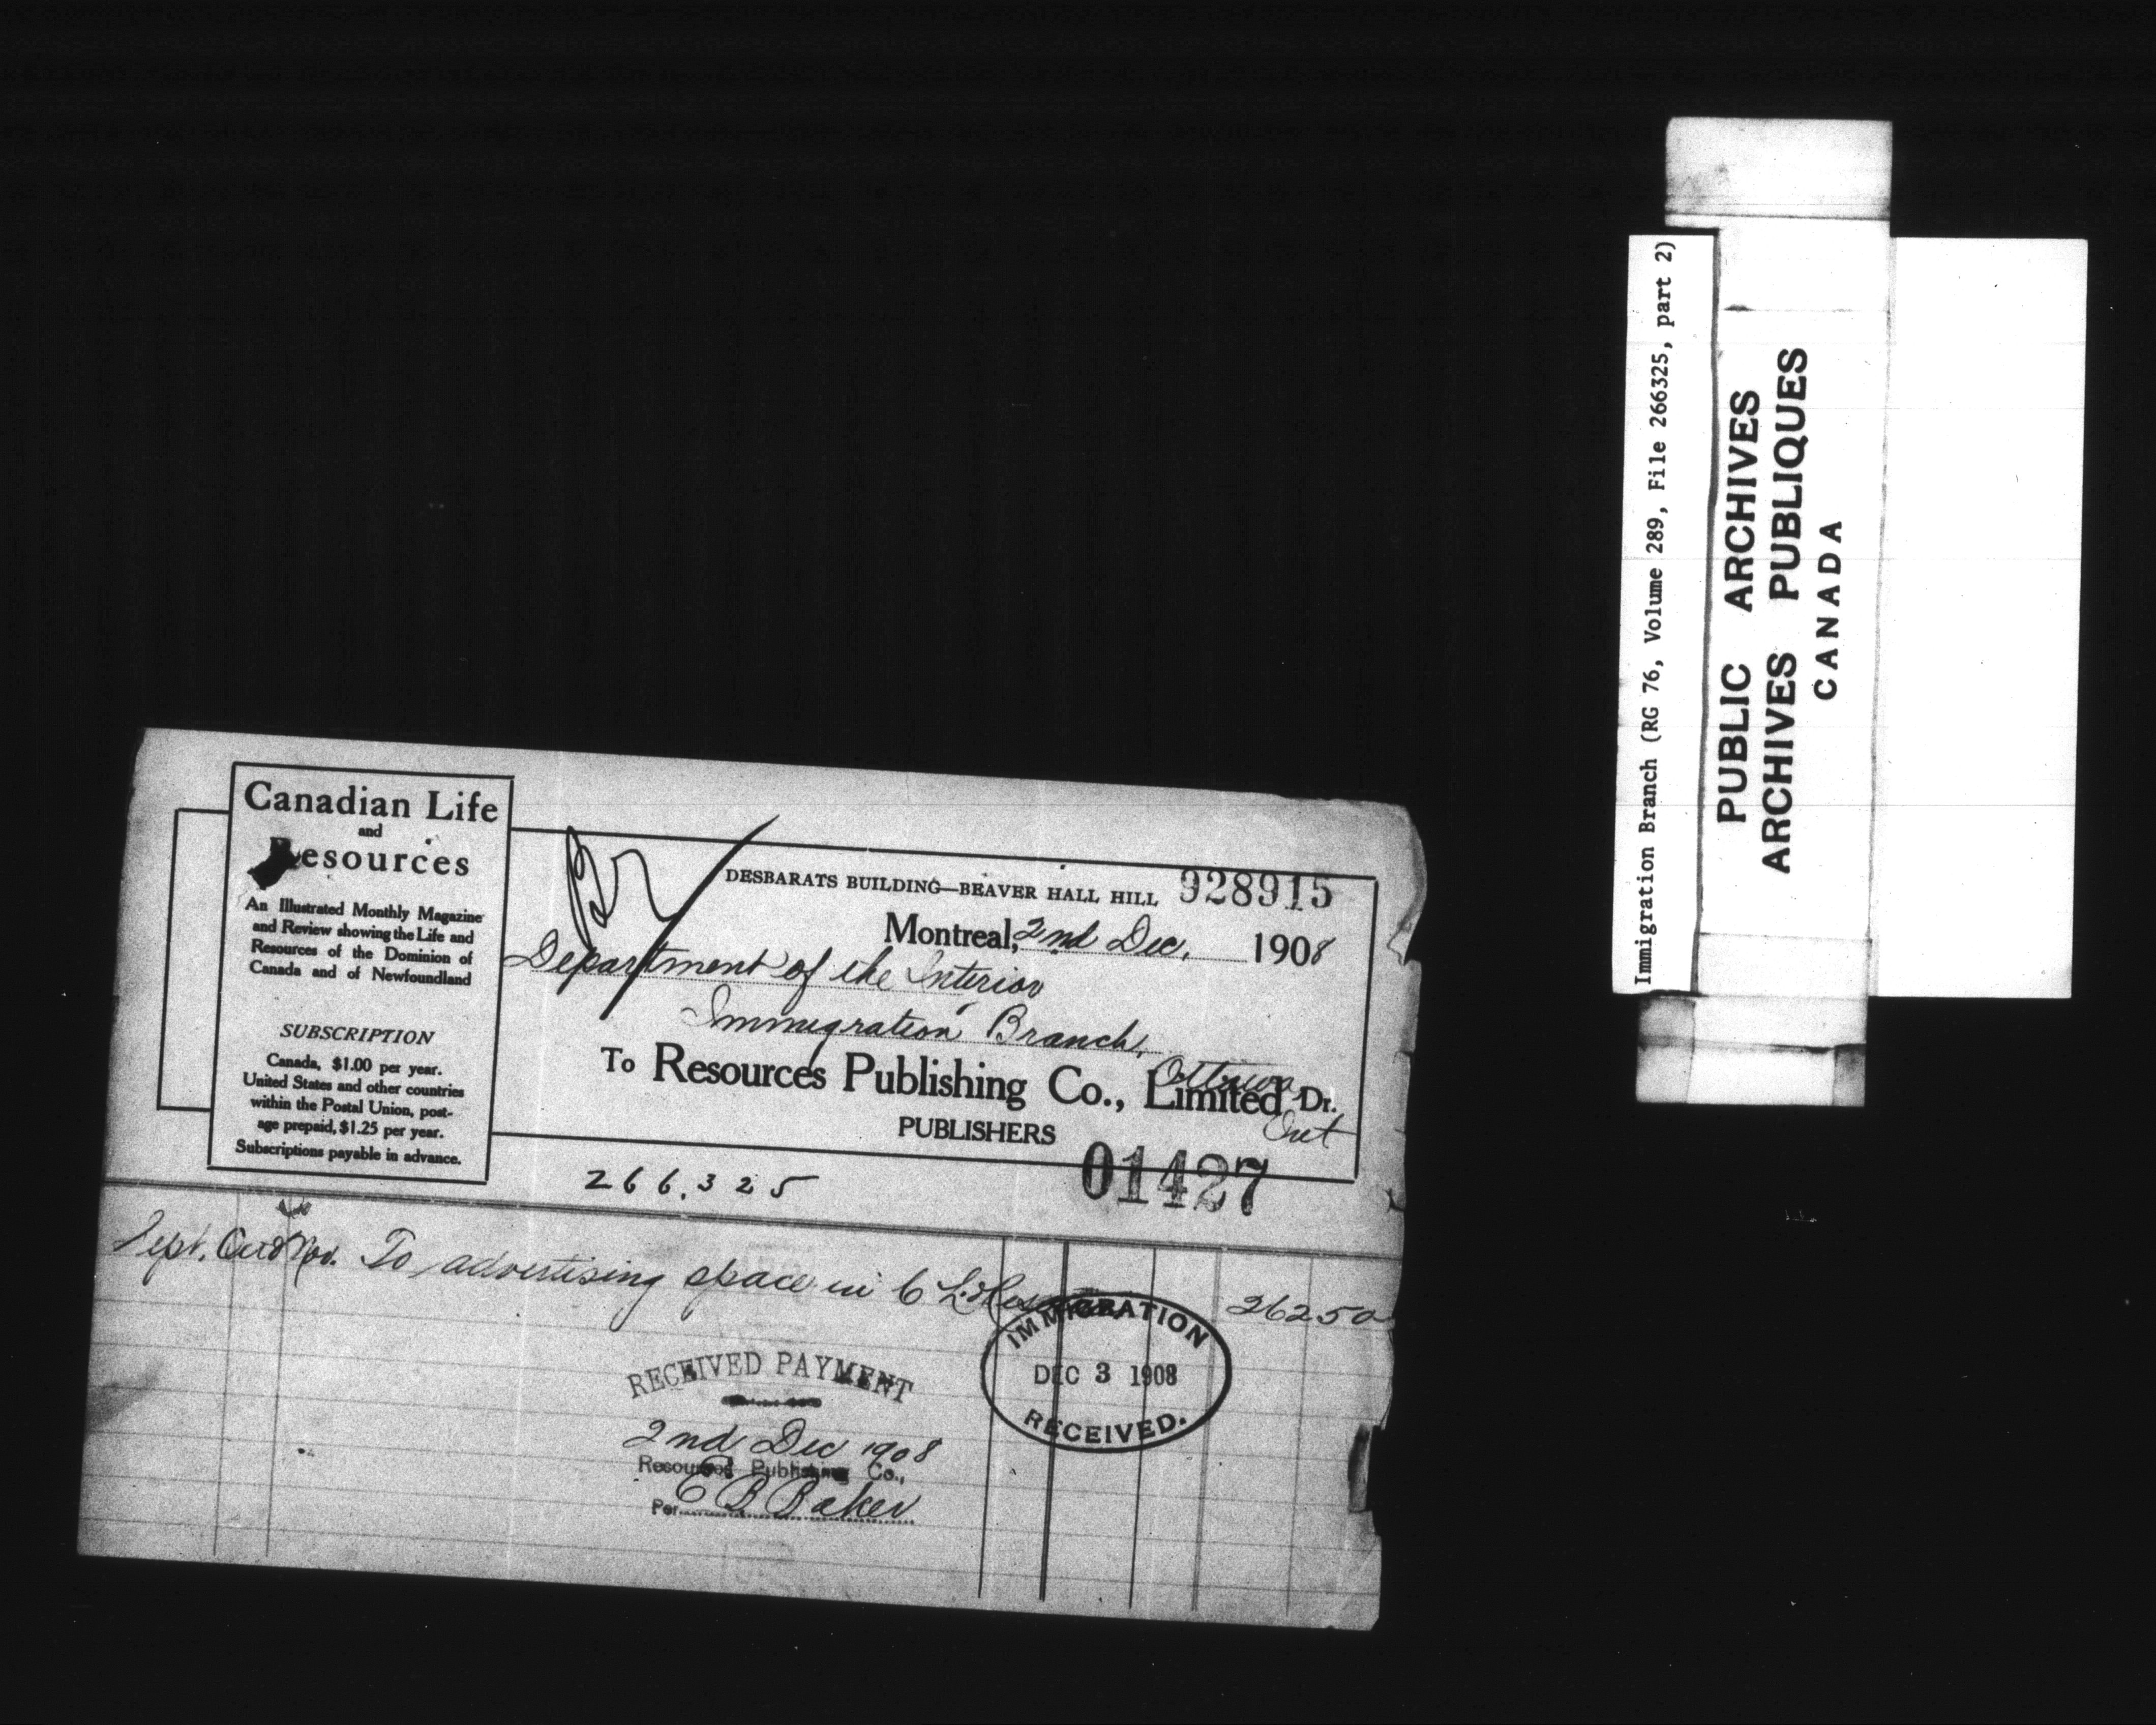 Canadian Life
and
Resources
An Illustrated Monthly Magazine
and Review showing the Life and
Resources of the Dominion of
Canada and of Newfoundland
SUBSCRIPTION
Canada, $1.00 per year.
United States and other countries
within the Postal Union, post-
age prepaid, $1.25 per year.
Subscriptions payable in advance.
DESBARATS BUILDING—BEAVER HALL HILL 928915
Montreal, 2nd Dec. 1908
Department of the Interior
Immigration Branch,
Ottawa
To Resources Publishing Co., Limited Dr.
Ont
PUBLISHERS
266.325
01427
Sept. Oct & Nov. To advertising space in C L & Resources 262 50
IMMIGRATION
DEC 3 1908
RECEIVED.
RECEIVED PAYMENT
2nd Dec 1908
Resources Publishing Co.,
Per E B Baker
Immigration Branch (RG 76, Volume 289, File 266325, part 2)
PUBLIC ARCHIVES
ARCHIVES PUBLIQUES
CANADA